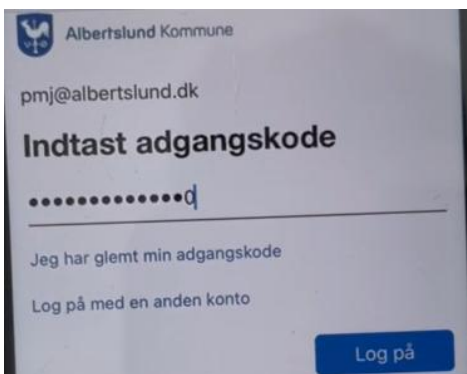 Albertslund Kommune
pmj@albertslund.dk
Indtast adgangskode
•••••••••••••d
Jeg har glemt min adgangskode
Log på med en anden konto
Log på